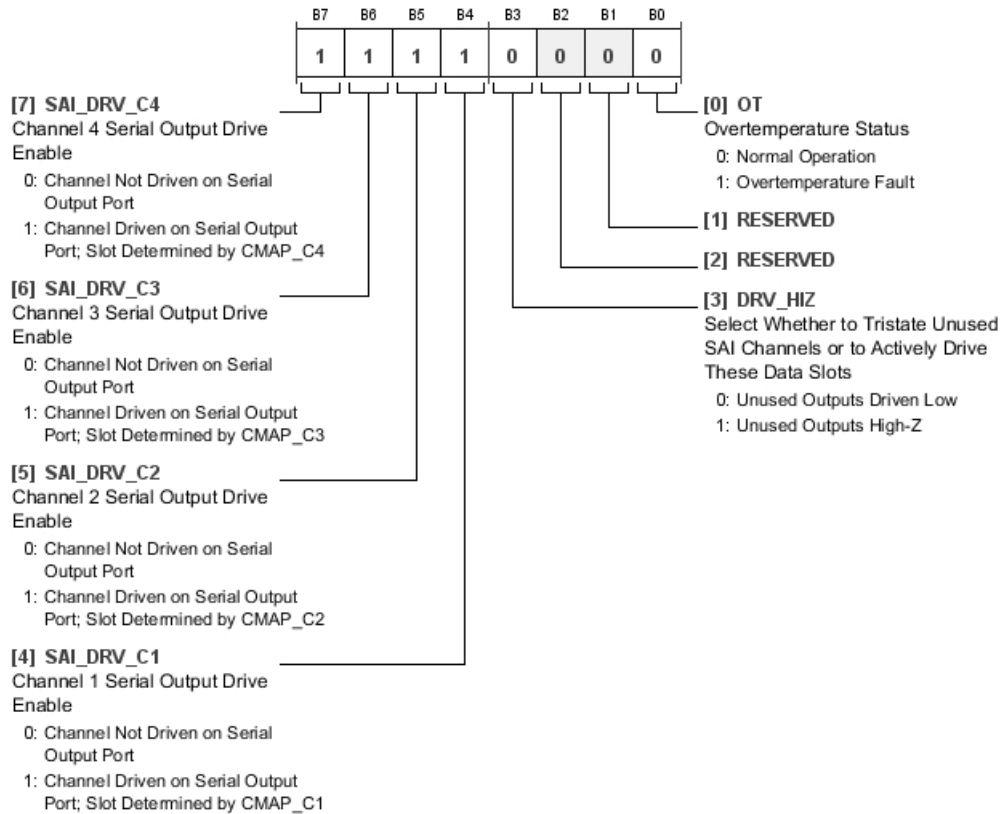 B7 B6 B5 B4 B3 B2 B1 B0
1 1 1 1 0 0 0 0
[7] SAI_DRV_C4
Channel 4 Serial Output Drive
Enable
0: Channel Not Driven on Serial
Output Port
1: Channel Driven on Serial Output
Port; Slot Determined by CMAP_C4
[6] SAI_DRV_C3
Channel 3 Serial Output Drive
Enable
0: Channel Not Driven on Serial
Output Port
1: Channel Driven on Serial Output
Port; Slot Determined by CMAP_C3
[5] SAI_DRV_C2
Channel 2 Serial Output Drive
Enable
0: Channel Not Driven on Serial
Output Port
1: Channel Driven on Serial Output
Port; Slot Determined by CMAP_C2
[4] SAI_DRV_C1
Channel 1 Serial Output Drive
Enable
0: Channel Not Driven on Serial
Output Port
1: Channel Driven on Serial Output
Port; Slot Determined by CMAP_C1
[0] OT
Overtemperature Status
0: Normal Operation
1: Overtemperature Fault
[1] RESERVED
[2] RESERVED
[3] DRV_HIZ
Select Whether to Tristate Unused
SAI Channels or to Actively Drive
These Data Slots
0: Unused Outputs Driven Low
1: Unused Outputs High-Z